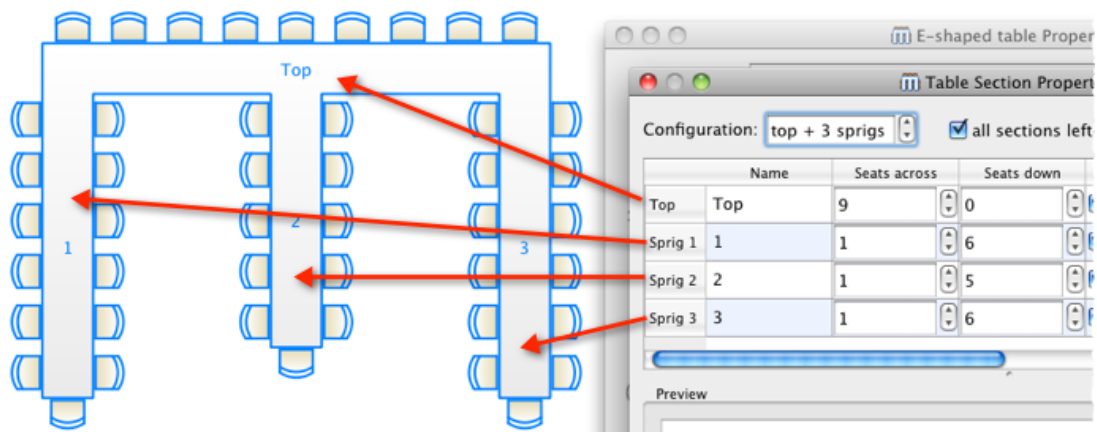 Top
1
2
3
E-shaped table Proper
Table Section Propert
Configuration: top + 3 sprigs all sections left
Name Seats across Seats down
Top Top 9 0
Sprig 1 1 1 6
Sprig 2 2 1 5
Sprig 3 3 1 6
Preview